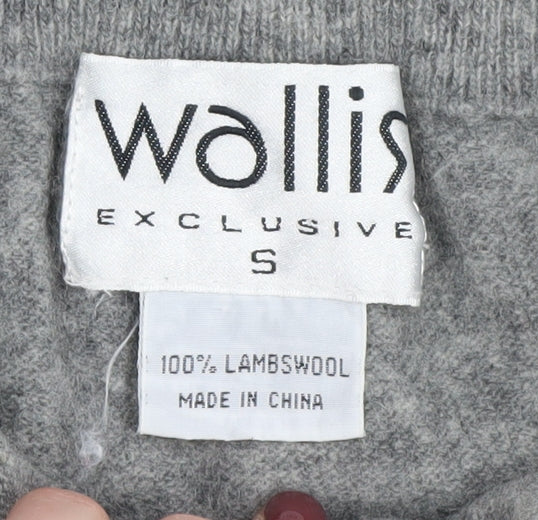 wallis
EXCLUSIVE
S
100% LAMBSWOOL
MADE IN CHINA